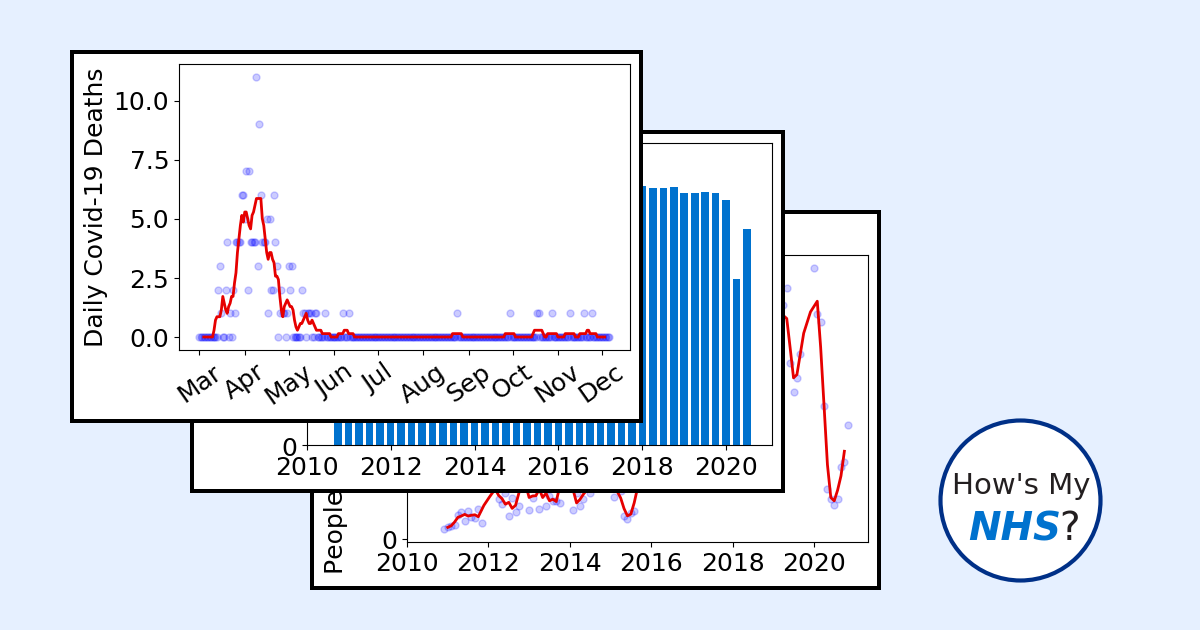 Daily Covid-19 Deaths
10.0
7.5
5.0
2.5
0.0
Mar Apr May Jun Jul Aug Sep Oct Nov Dec
0
2010 2012 2014 2016 2018 2020
People
0
2010 2012 2014 2016 2018 2020
How's My
NHS?